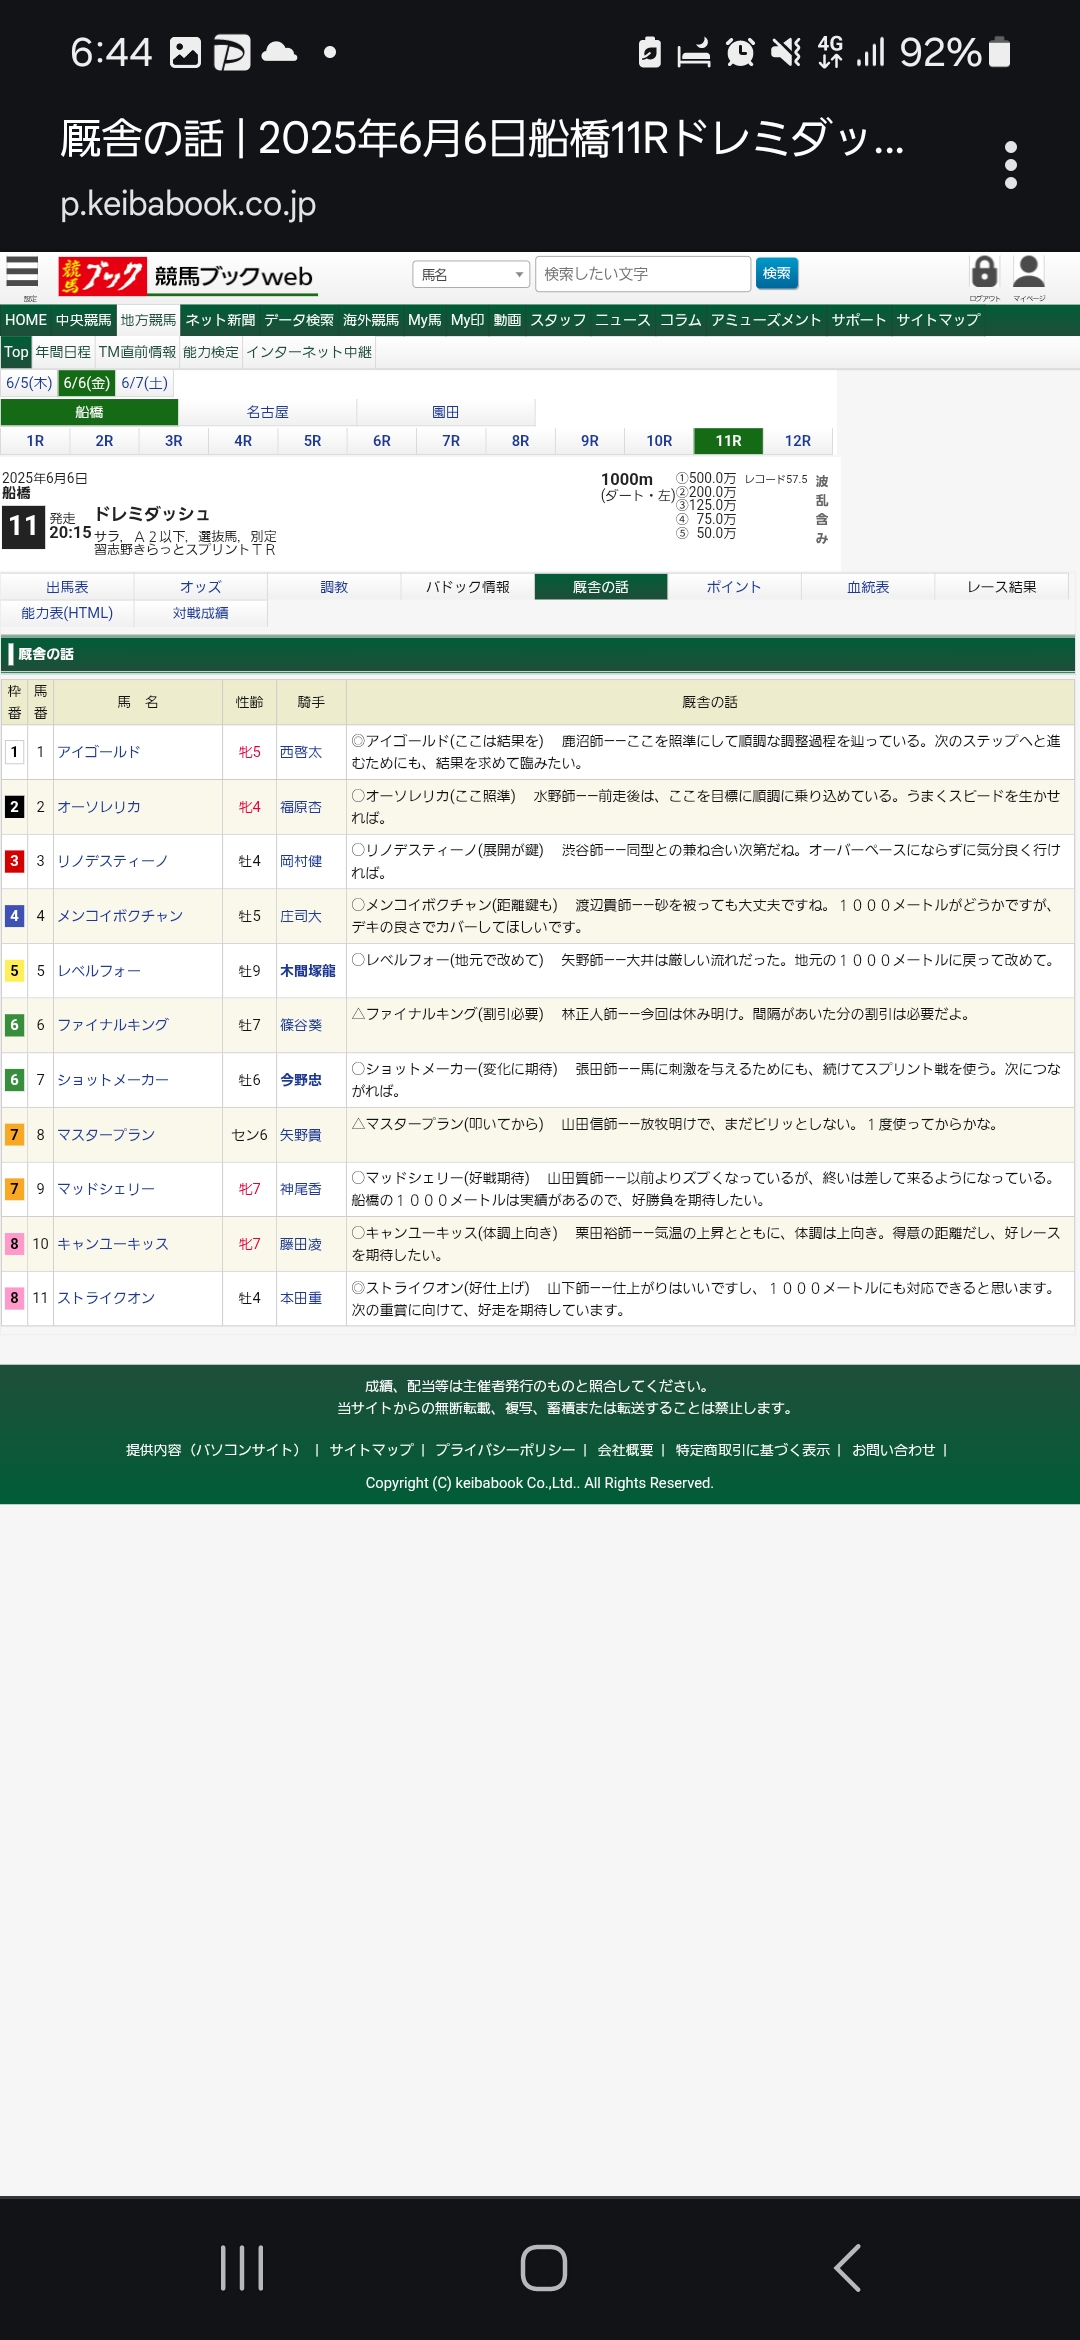 6:44 4G 92%
厩舎の話 | 2025年6月6日船橋11Rドレミダッ...
p.keibabook.co.jp
設定 競馬ブック 競馬ブックweb 馬名 検索したい文字 検索 ログアウト マイページ
HOME 中央競馬 地方競馬 ネット新聞 データ検索 海外競馬 My馬 My印 動画 スタッフ ニュース コラム アミューズメント サポート サイトマップ
Top 年間日程 TM直前情報 能力検定 インターネット中継
6/5(木) 6/6(金) 6/7(土)
船橋 名古屋 園田
1R 2R 3R 4R 5R 6R 7R 8R 9R 10R 11R 12R
2025年6月6日
船橋
11 発走 20:15
ドレミダッシュ
サラ，Ａ２以下，選抜馬，別定
習志野きらっとスプリントＴＲ
1000m
(ダート・左)
①500.0万
②200.0万
③125.0万
④ 75.0万
⑤ 50.0万
レコード57.5
波乱含み
出馬表 オッズ 調教 パドック情報 厩舎の話 ポイント 血統表 レース結果
能力表(HTML) 対戦成績
厩舎の話
枠番 馬番 馬　名 性齢 騎手 厩舎の話
1 1 アイゴールド 牝5 西啓太 ◎アイゴールド(ここは結果を)　鹿沼師――ここを照準にして順調な調整過程を辿っている。次のステップへと進
むためにも、結果を求めて臨みたい。
2 2 オーソレリカ 牝4 福原杏 ○オーソレリカ(ここ照準)　水野師――前走後は、ここを目標に順調に乗り込めている。うまくスピードを生かせ
れば。
3 3 リノデスティーノ 牡4 岡村健 ○リノデスティーノ(展開が鍵)　渋谷師――同型との兼ね合い次第だね。オーバーペースにならずに気分良く行け
れば。
4 4 メンコイボクチャン 牡5 庄司大 ○メンコイボクチャン(距離鍵も)　渡辺貴師――砂を被っても大丈夫ですね。１０００メートルがどうかですが、
デキの良さでカバーしてほしいです。
5 5 レベルフォー 牡9 木間塚龍 ○レベルフォー(地元で改めて)　矢野師――大井は厳しい流れだった。地元の１０００メートルに戻って改めて。
6 6 ファイナルキング 牡7 篠谷葵 △ファイナルキング(割引必要)　林正人師――今回は休み明け。間隔があいた分の割引は必要だよ。
6 7 ショットメーカー 牡6 今野忠 ○ショットメーカー(変化に期待)　張田師――馬に刺激を与えるためにも、続けてスプリント戦を使う。次につな
がれば。
7 8 マスタープラン セン6 矢野貴 △マスタープラン(叩いてから)　山田信師――放牧明けで、まだピリッとしない。１度使ってからかな。
7 9 マッドシェリー 牝7 神尾香 ○マッドシェリー(好戦期待)　山田質師――以前よりズブくなっているが、終いは差して来るようになっている。
船橋の１０００メートルは実績があるので、好勝負を期待したい。
8 10 キャンユーキッス 牝7 藤田凌 ○キャンユーキッス(体調上向き)　栗田裕師――気温の上昇とともに、体調は上向き。得意の距離だし、好レース
を期待したい。
8 11 ストライクオン 牡4 本田重 ◎ストライクオン(好仕上げ)　山下師――仕上がりはいいですし、１０００メートルにも対応できると思います。
次の重賞に向けて、好走を期待しています。
成績、配当等は主催者発行のものと照合してください。
当サイトからの無断転載、複写、蓄積または転送することは禁止します。
提供内容（パソコンサイト） | サイトマップ | プライバシーポリシー | 会社概要 | 特定商取引に基づく表示 | お問い合わせ |
Copyright (C) keibabook Co.,Ltd.. All Rights Reserved.